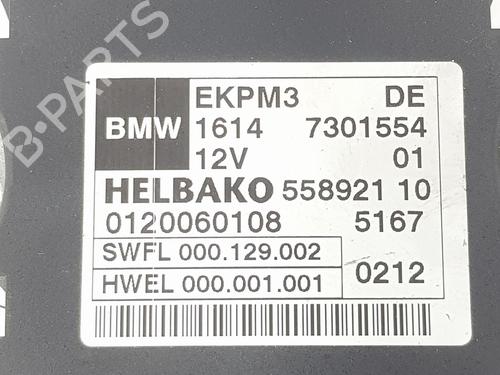 B-PARTS
EKPM3 DE
BMW 1614 7301554
12V 01
HELBAKO 558921 10
0120060108 5167
SWFL 000.129.002
HWEL 000.001.001 0212